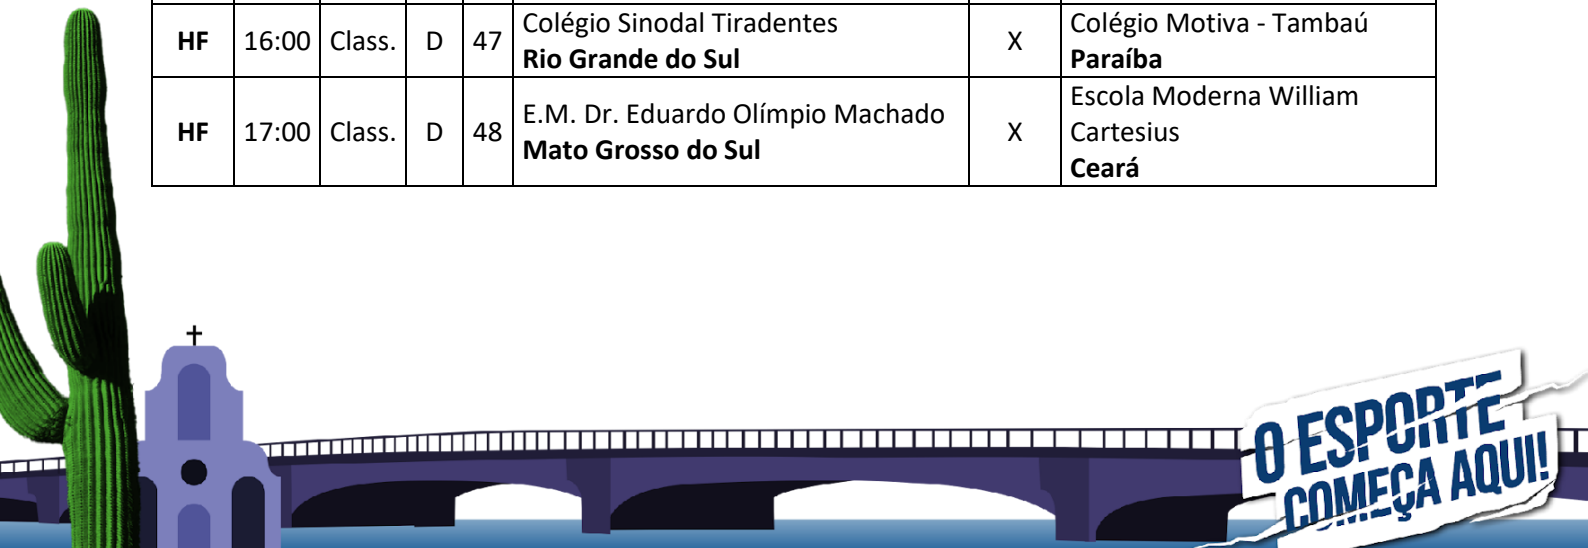 HF 16:00 Class. D 47 Colégio Sinodal Tiradentes X Colégio Motiva - Tambaú
Rio Grande do Sul Paraíba
HF 17:00 Class. D 48 E.M. Dr. Eduardo Olímpio Machado X Escola Moderna William
Mato Grosso do Sul Cartesius
Ceará
O ESPORTE
COMEÇA AQUI!